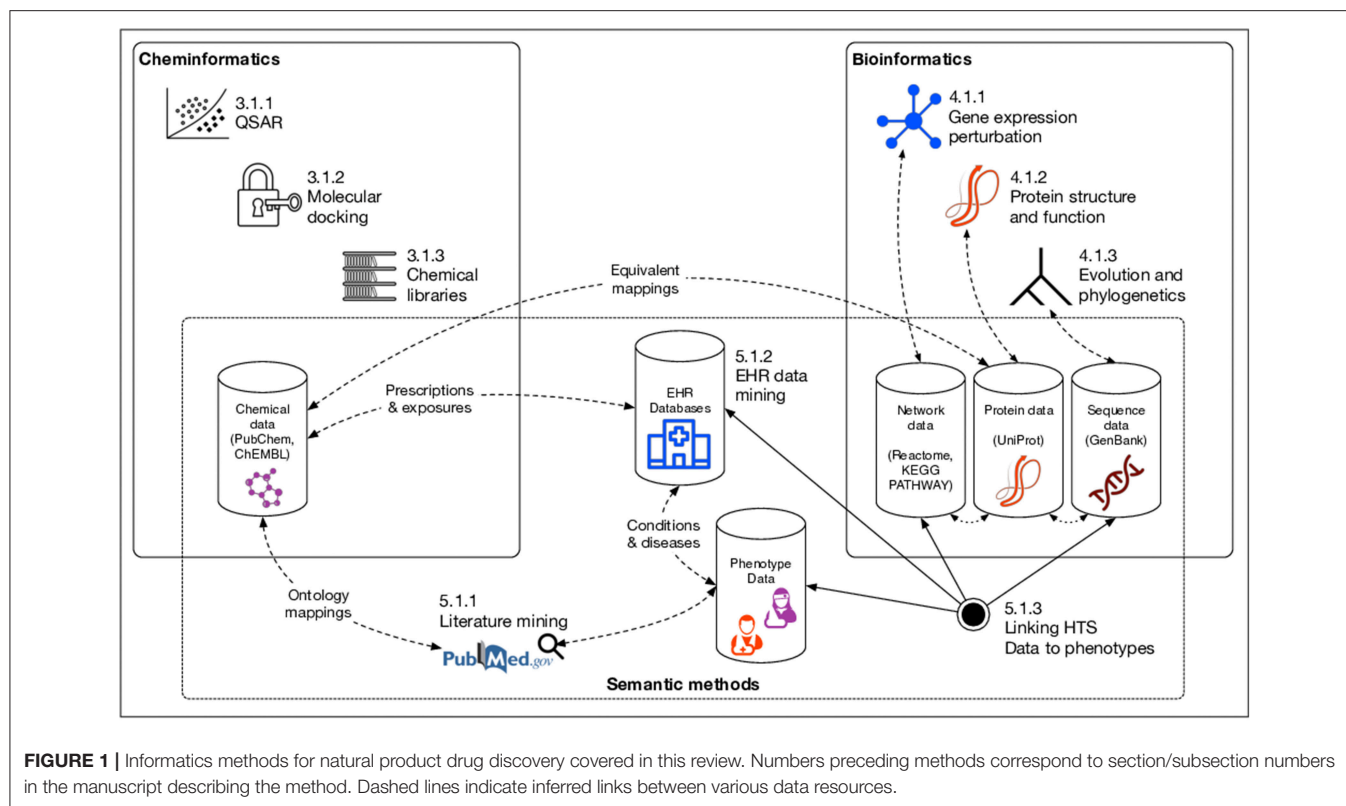 Cheminformatics
3.1.1
QSAR
3.1.2
Molecular
docking
3.1.3
Chemical
libraries
Bioinformatics
4.1.1
Gene expression
perturbation
4.1.2
Protein structure
and function
4.1.3
Evolution and
phylogenetics
Equivalent
mappings
Prescriptions
& exposures
Chemical
data
(PubChem,
ChEMBL)
EHR
Databases
5.1.2
EHR data
mining
Network
data
(Reactome,
KEGG
PATHWAY)
Protein data
(UniProt)
Sequence
data
(GenBank)
Conditions
& diseases
Phenotype
Data
Ontology
mappings
5.1.1
Literature mining
PubMed.gov
5.1.3
Linking HTS
Data to phenotypes
Semantic methods
FIGURE 1 | Informatics methods for natural product drug discovery covered in this review. Numbers preceding methods correspond to section/subsection numbers
in the manuscript describing the method. Dashed lines indicate inferred links between various data resources.